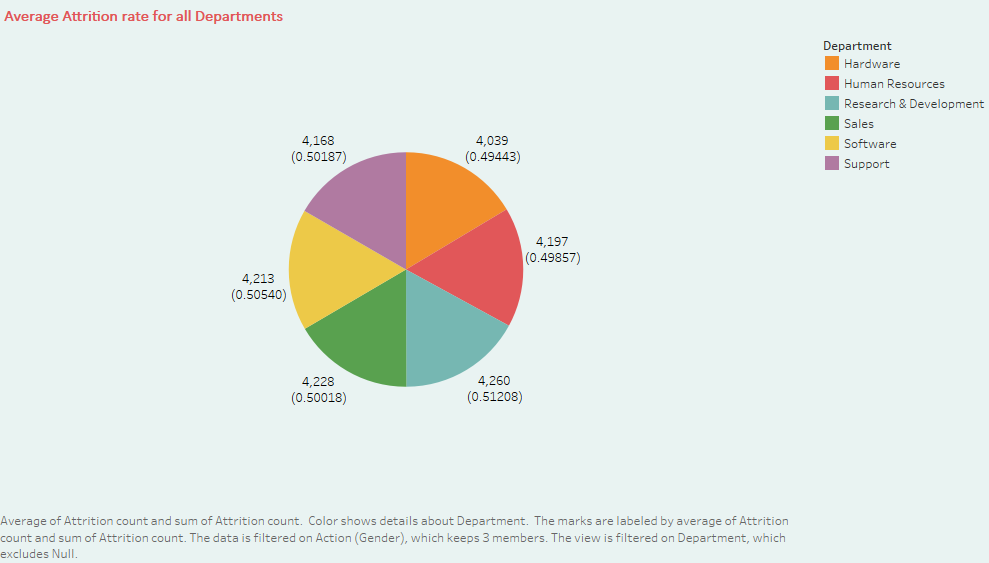 Average Attrition rate for all Departments
Department
Hardware
Human Resources
Research & Development
Sales
Software
Support
4,168
(0.50187)
4,039
(0.49443)
4,197
(0.49857)
4,213
(0.50540)
4,228
(0.50018)
4,260
(0.51208)
Average of Attrition count and sum of Attrition count.  Color shows details about Department.  The marks are labeled by average of Attrition
count and sum of Attrition count. The data is filtered on Action (Gender), which keeps 3 members. The view is filtered on Department, which
excludes Null.